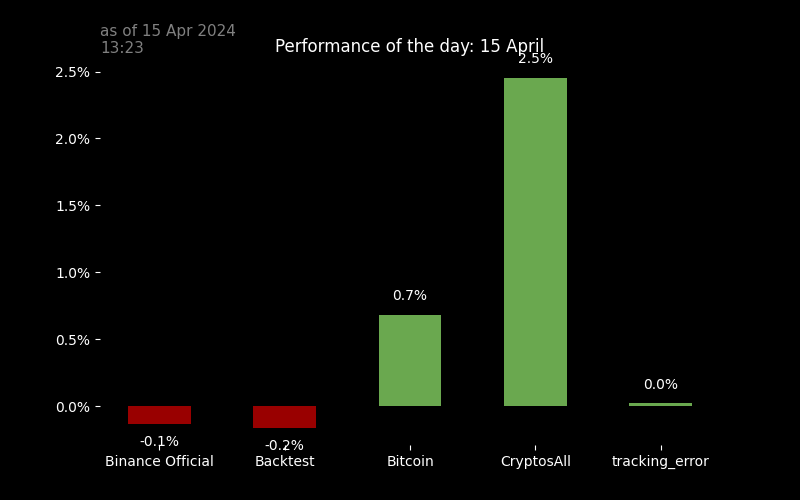 as of 15 Apr 2024
13:23
Performance of the day: 15 April
2.5%
2.5%
2.0%
1.5%
1.0%
0.7%
0.5%
0.0%
0.0%
-0.1%
-0.2%
Binance Official
Backtest
Bitcoin
CryptosAll
tracking_error